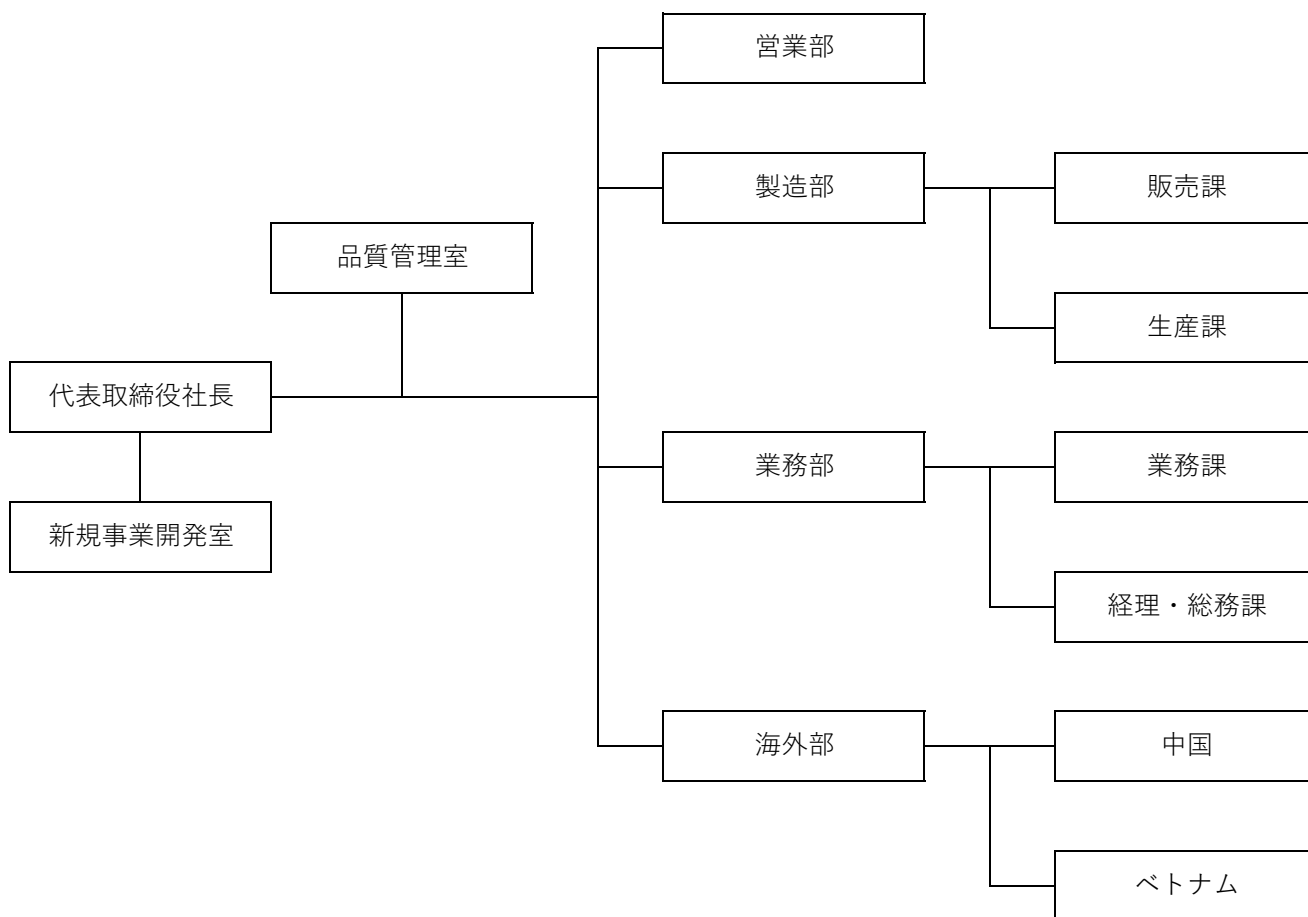 営業部
製造部
販売課
品質管理室
生産課
代表取締役社長
業務部
業務課
新規事業開発室
経理・総務課
海外部
中国
ベトナム